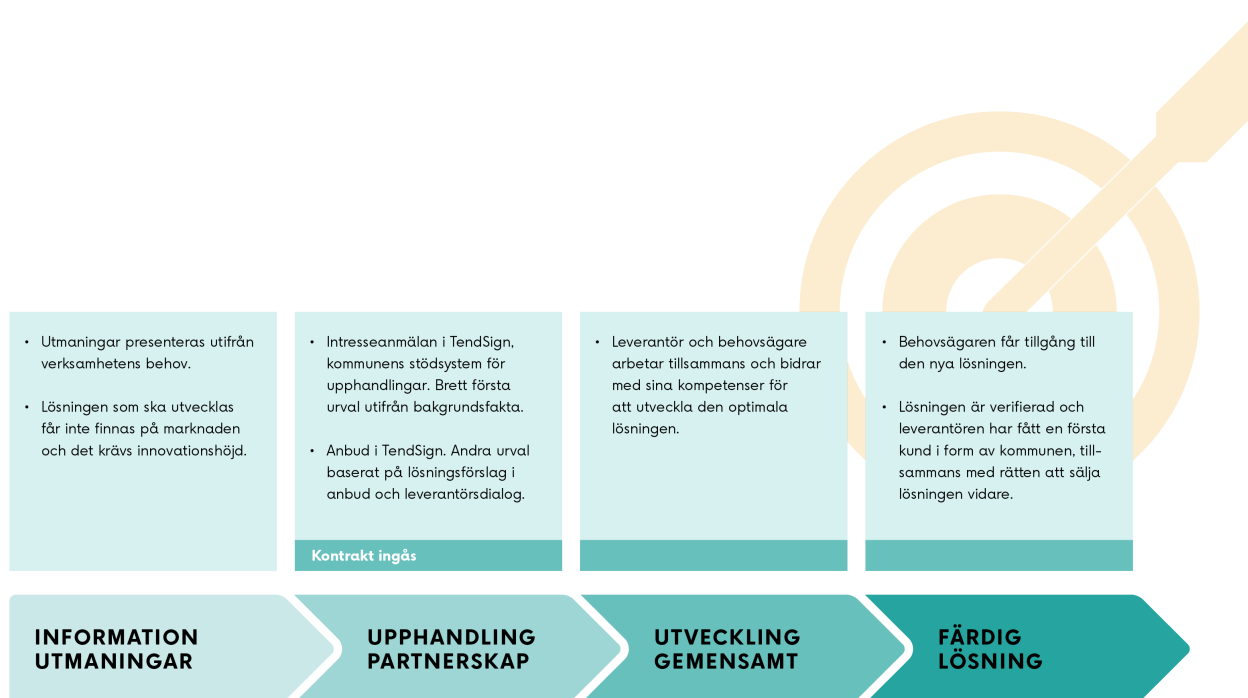 • Utmaningar presenteras utifrån
verksamhetens behov.
• Lösningen som ska utvecklas
får inte finnas på marknaden
och det krävs innovationshöjd.
• Intresseanmälan i TendSign,
kommunens stödsystem för
upphandlingar. Brett första
urval utifrån bakgrundsfakta.
• Anbud i TendSign. Andra urval
baserat på lösningsförslag i
anbud och leverantörsdialog.
Kontrakt ingås
• Leverantör och behovsägare
arbetar tillsammans och bidrar
med sina kompetenser för
att utveckla den optimala
lösningen.
• Behovsägaren får tillgång till
den nya lösningen.
• Lösningen är verifierad och
leverantören har fått en första
kund i form av kommunen, till-
sammans med rätten att sälja
lösningen vidare.
INFORMATION
UTMANINGAR
UPPHANDLING
PARTNERSKAP
UTVECKLING
GEMENSAMT
FÄRDIG
LÖSNING